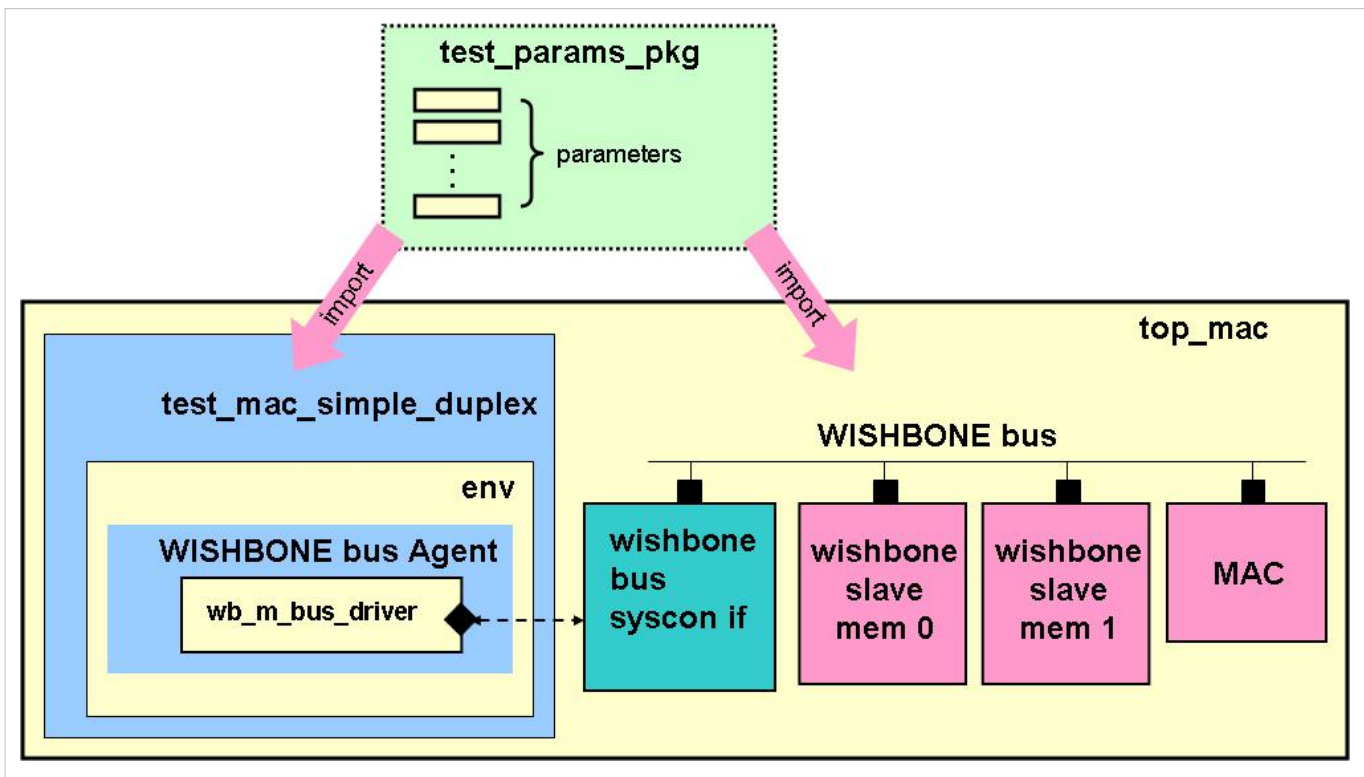 test_params_pkg
parameters
import
import
top_mac
test_mac_simple_duplex
WISHBONE bus
env
WISHBONE bus Agent
wb_m_bus_driver
wishbone
bus
syscon if
wishbone
slave
mem 0
wishbone
slave
mem 1
MAC